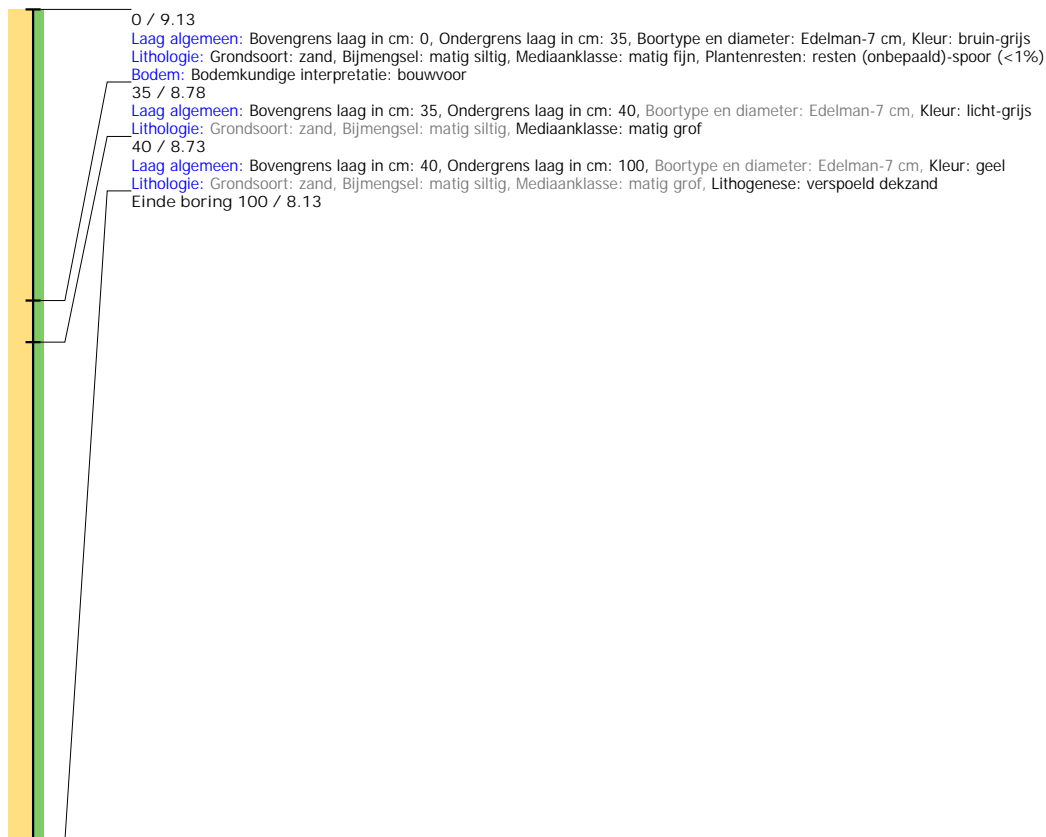 0 / 9.13
Laag algemeen: Bovengrens laag in cm: 0, Ondergrens laag in cm: 35, Boortype en diameter: Edelman-7 cm, Kleur: bruin-grijs
Lithologie: Grondsoort: zand, Bijmengsel: matig siltig, Mediaanklasse: matig fijn, Plantenresten: resten (onbepaald)-spoor (<1%)
Bodem: Bodemkundige interpretatie: bouwvoor
35 / 8.78
Laag algemeen: Bovengrens laag in cm: 35, Ondergrens laag in cm: 40, Boortype en diameter: Edelman-7 cm, Kleur: licht-grijs
Lithologie: Grondsoort: zand, Bijmengsel: matig siltig, Mediaanklasse: matig grof
40 / 8.73
Laag algemeen: Bovengrens laag in cm: 40, Ondergrens laag in cm: 100, Boortype en diameter: Edelman-7 cm, Kleur: geel
Lithologie: Grondsoort: zand, Bijmengsel: matig siltig, Mediaanklasse: matig grof, Lithogenese: verspoeld dekzand
Einde boring 100 / 8.13